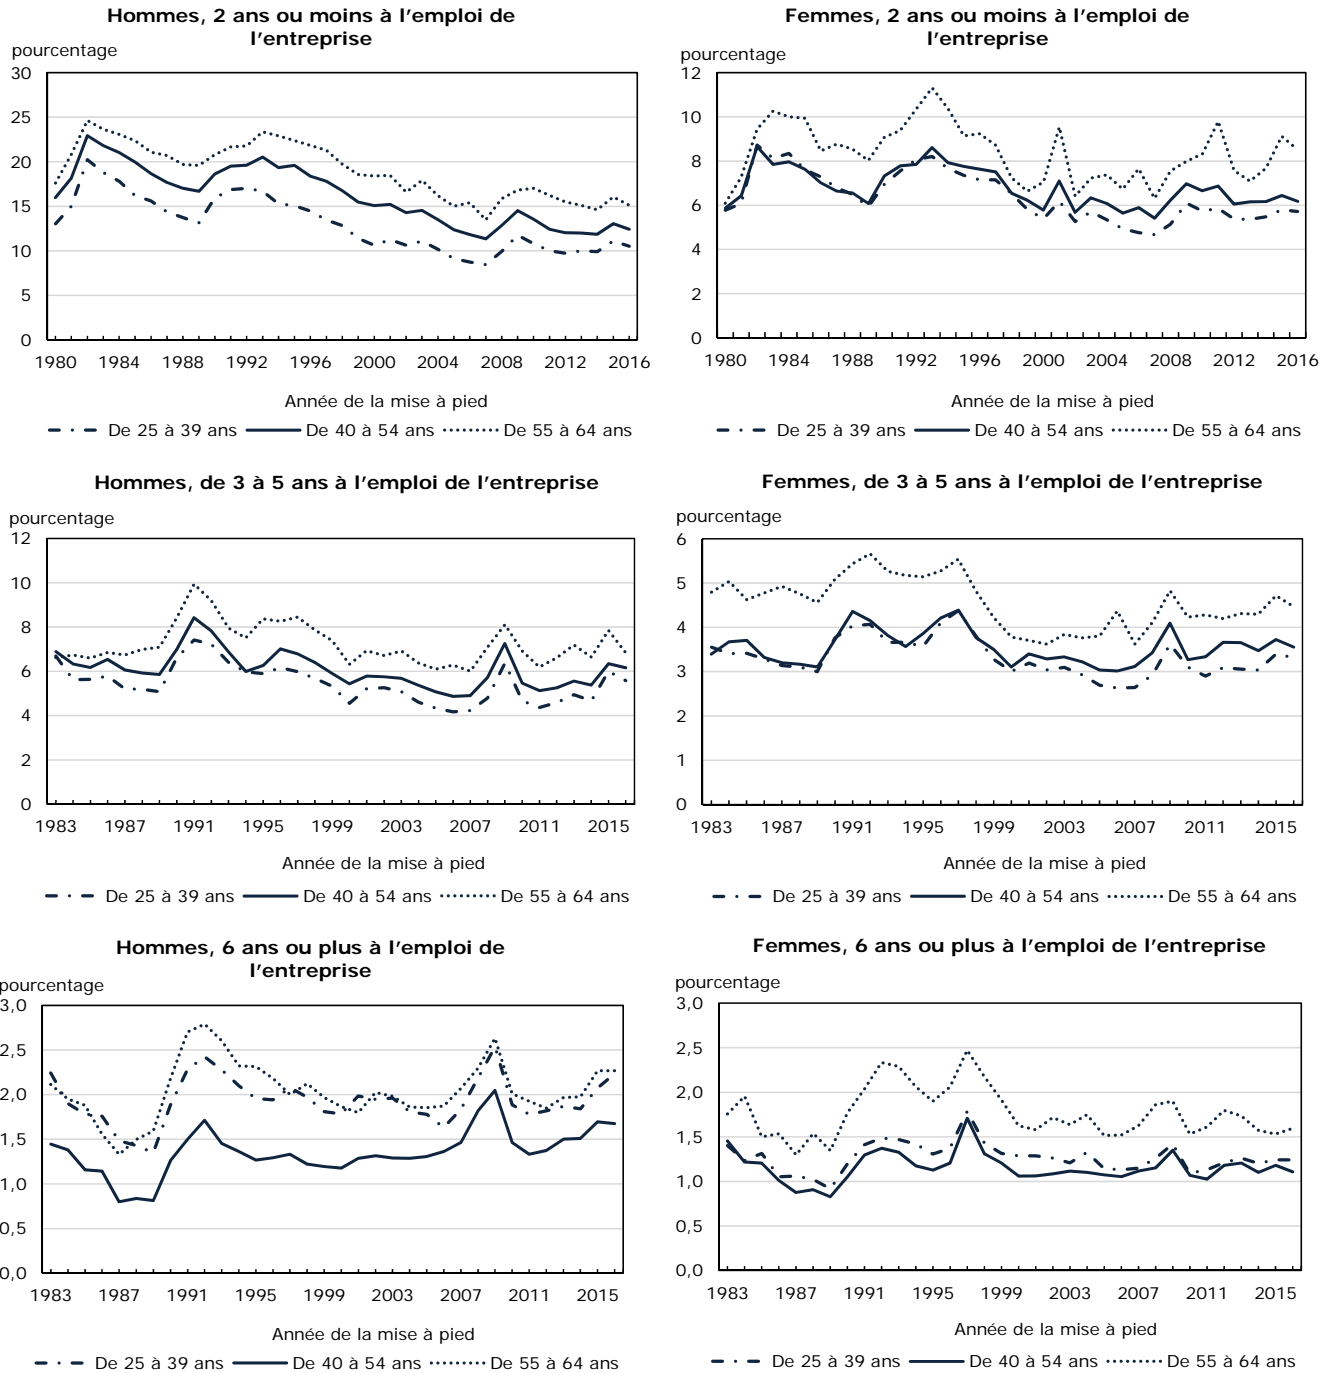 Hommes, 2 ans ou moins à l'emploi de
l'entreprise
pourcentage
30
25
20
15
10
5
0
1980 1984 1988 1992 1996 2000 2004 2008 2012 2016
Année de la mise à pied
De 25 à 39 ans De 40 à 54 ans De 55 à 64 ans
Femmes, 2 ans ou moins à l'emploi de
l'entreprise
pourcentage
12
10
8
6
4
2
0
1980 1984 1988 1992 1996 2000 2004 2008 2012 2016
Année de la mise à pied
De 25 à 39 ans De 40 à 54 ans De 55 à 64 ans
Hommes, de 3 à 5 ans à l'emploi de l'entreprise
pourcentage
12
10
8
6
4
2
0
1983 1987 1991 1995 1999 2003 2007 2011 2015
Année de la mise à pied
De 25 à 39 ans De 40 à 54 ans De 55 à 64 ans
Femmes, de 3 à 5 ans à l'emploi de l'entreprise
pourcentage
6
5
4
3
2
1
0
1983 1987 1991 1995 1999 2003 2007 2011 2015
Année de la mise à pied
De 25 à 39 ans De 40 à 54 ans De 55 à 64 ans
Hommes, 6 ans ou plus à l'emploi de
l'entreprise
pourcentage
3,0
2,5
2,0
1,5
1,0
0,5
0,0
1983 1987 1991 1995 1999 2003 2007 2011 2015
Année de la mise à pied
De 25 à 39 ans De 40 à 54 ans De 55 à 64 ans
Femmes, 6 ans ou plus à l'emploi de l'entreprise
pourcentage
3,0
2,5
2,0
1,5
1,0
0,5
0,0
1983 1987 1991 1995 1999 2003 2007 2011 2015
Année de la mise à pied
De 25 à 39 ans De 40 à 54 ans De 55 à 64 ans